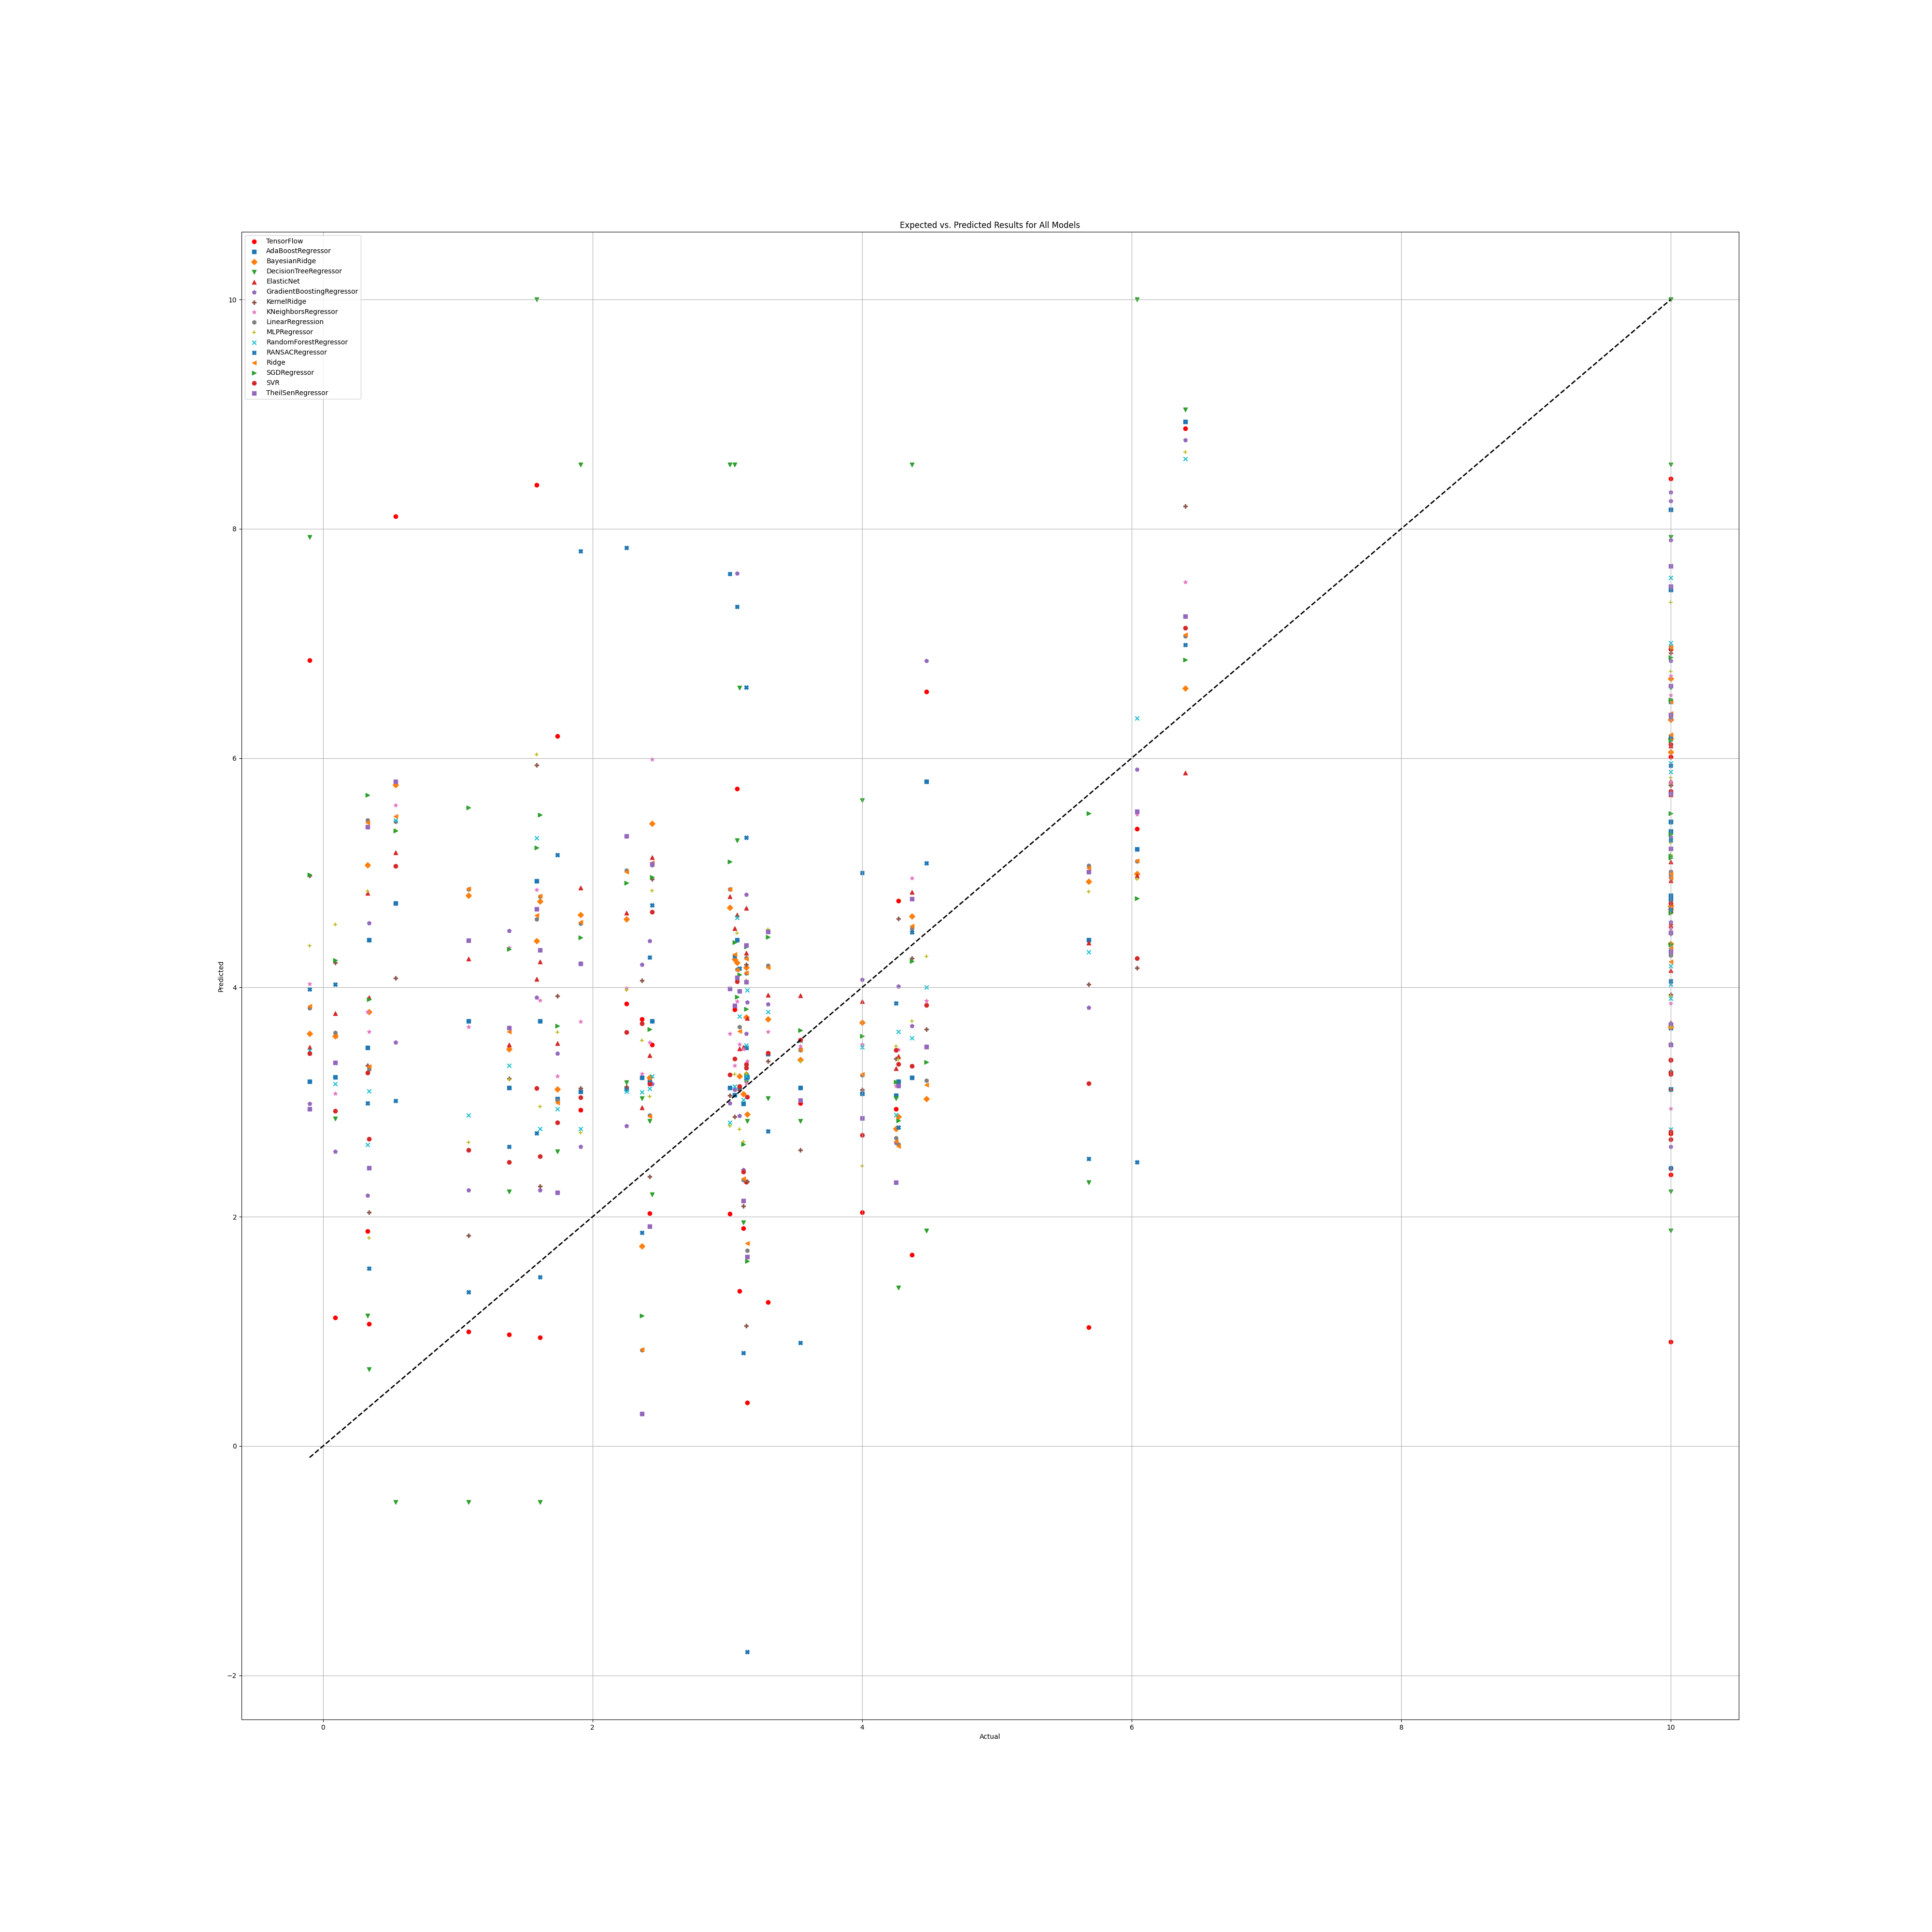 Expected vs. Predicted Results for All Models
TensorFlow
AdaBoostRegressor
BayesianRidge
DecisionTreeRegressor
ElasticNet
GradientBoostingRegressor
KernelRidge
KNeighborsRegressor
LinearRegression
MLPRegressor
RandomForestRegressor
RANSACRegressor
Ridge
SGDRegressor
SVR
TheilSenRegressor
10
8
6
4
2
0
−2
Predicted
0 2 4 6 8 10
Actual